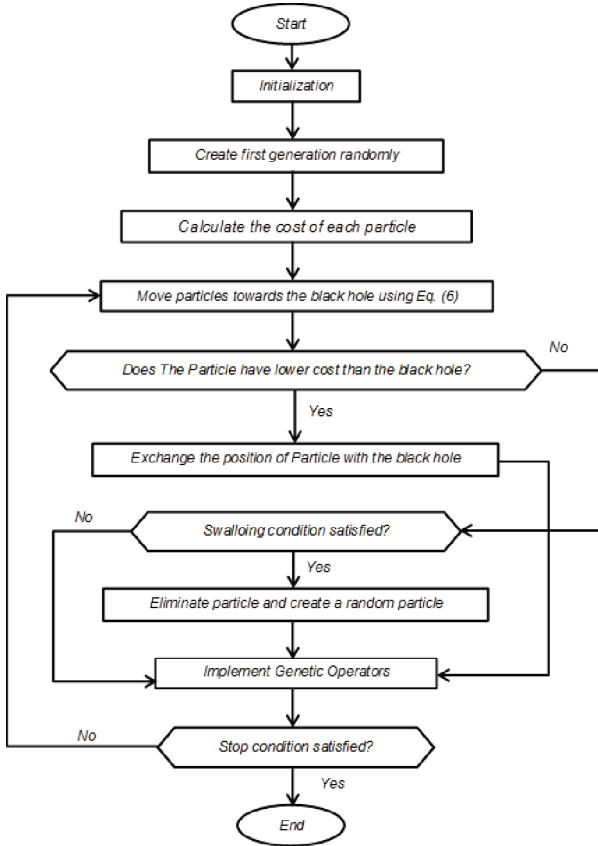 Start
Initialization
Create first generation randomly
Calculate the cost of each particle
Move particles towards the black hole using Eq. (6)
Does The Particle have lower cost than the black hole?
No
Yes
Exchange the position of Particle with the black hole
No
Swalloing condition satisfied?
Yes
Eliminate particle and create a random particle
Implement Genetic Operators
No
Stop condition satisfied?
Yes
End